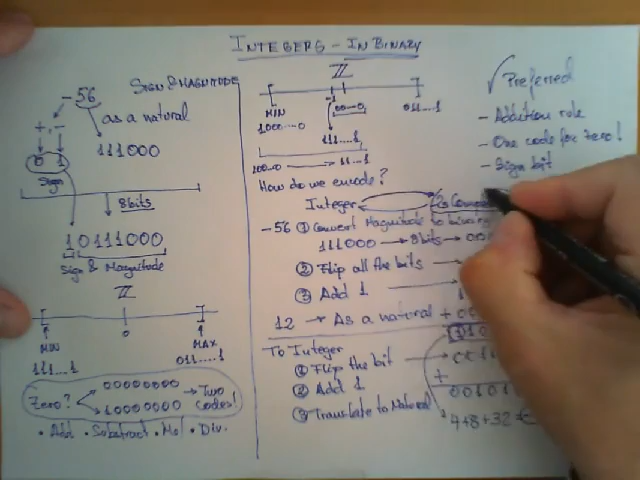 INTEGERS - IN BINARY
SIGN & MAGNITUDE
-56
as a natural
+ -
111000
0 1
Sign
8bits
10111000
Sign & Magnitude
Z
MIN 0 MAX
111...1 011....1
Zero? 00000000 → Two
10000000 Codes!
• Add • Substract • Mul • Div.
Z
-1
MIN 00...0, 011...1
1000...0
111....1
100..0 → 11...1
How do we encode?
Integer
-56 ① Convert Magnitude to binary
111000 → 8bits →
② Flip all the bits →
③ Add 1 →
12 → As a natural +
To Integer
① Flip the bit →
② Add 1 +
③ Translate to Natural
4+8+32
✓ Preferred
- Addition rule
- One code for zero!
- Sign bit